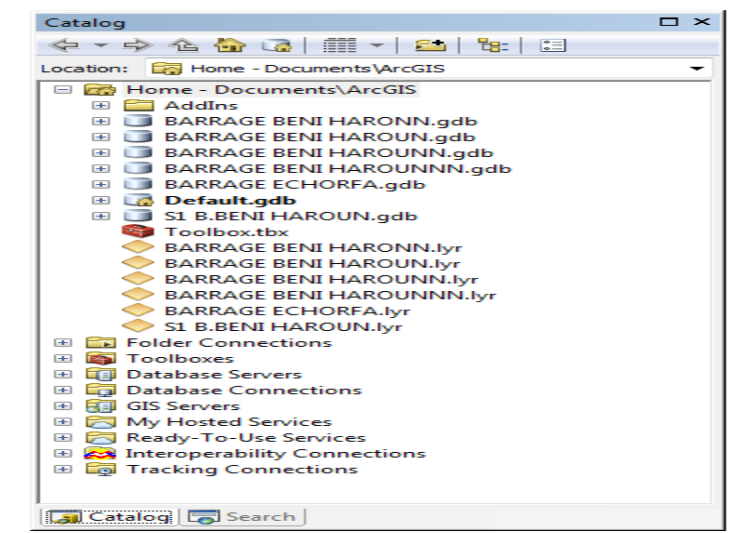 Catalog
Location: Home - Documents\ArcGIS
Home - Documents\ArcGIS
AddIns
BARRAGE BENI HARONN.gdb
BARRAGE BENI HAROUN.gdb
BARRAGE BENI HAROUNN.gdb
BARRAGE BENI HAROUNNN.gdb
BARRAGE ECHORFA.gdb
Default.gdb
S1 B.BENI HAROUN.gdb
Toolbox.tbx
BARRAGE BENI HARONN.lyr
BARRAGE BENI HAROUN.lyr
BARRAGE BENI HAROUNN.lyr
BARRAGE BENI HAROUNNN.lyr
BARRAGE ECHORFA.lyr
S1 B.BENI HAROUN.lyr
Folder Connections
Toolboxes
Database Servers
Database Connections
GIS Servers
My Hosted Services
Ready-To-Use Services
Interoperability Connections
Tracking Connections
Catalog Search